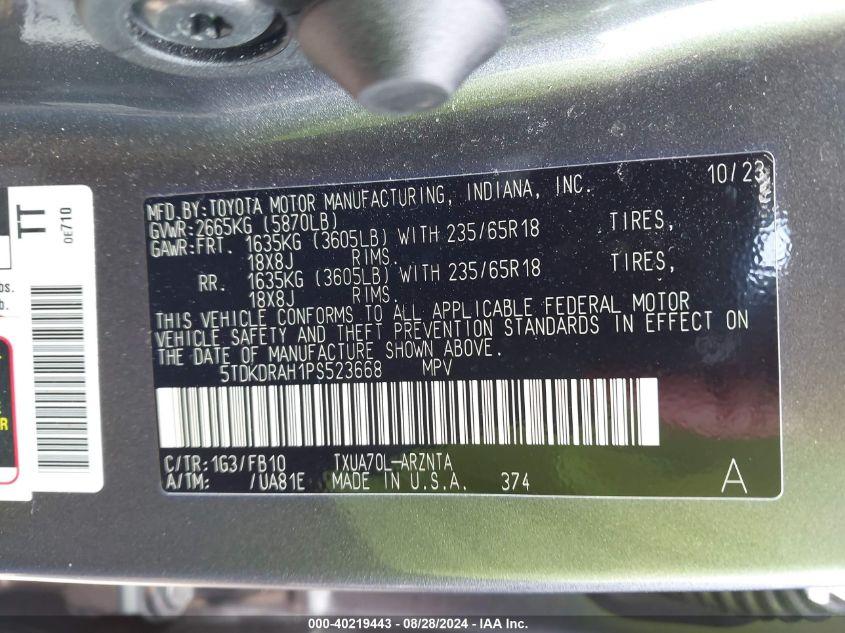 MFD.BY:TOYOTA MOTOR MANUFACTURING, INDIANA, INC. 10/23
GVWR:2665KG (5870LB)
GAWR:FRT. 1635KG (3605LB) WITH 235/65R18 TIRES,
18X8J RIMS.
RR. 1635KG (3605LB) WITH 235/65R18 TIRES,
18X8J RIMS.
THIS VEHICLE CONFORMS TO ALL APPLICABLE FEDERAL MOTOR
VEHICLE SAFETY AND THEFT PREVENTION STANDARDS IN EFFECT ON
THE DATE OF MANUFACTURE SHOWN ABOVE.
5TDKDRAH1PS523668 MPV
C/TR:1G3/FB10 TXUA70L-ARZNTA
A/TM: /UA81E MADE IN U.S.A. 374 A
TT
0E710
bs.
b.
R
000-40219443 - 08/28/2024 - IAA Inc.